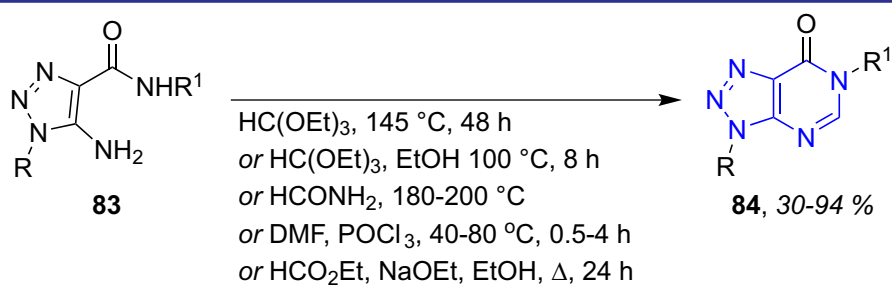 O
N
N
NHR¹
N
NH₂
R
83
HC(OEt)₃, 145 °C, 48 h
or HC(OEt)₃, EtOH 100 °C, 8 h
or HCONH₂, 180-200 °C
or DMF, POCl₃, 40-80 °C, 0.5-4 h
or HCO₂Et, NaOEt, EtOH, Δ, 24 h
O
R¹
N
N
N
N
N
R
84, 30-94 %